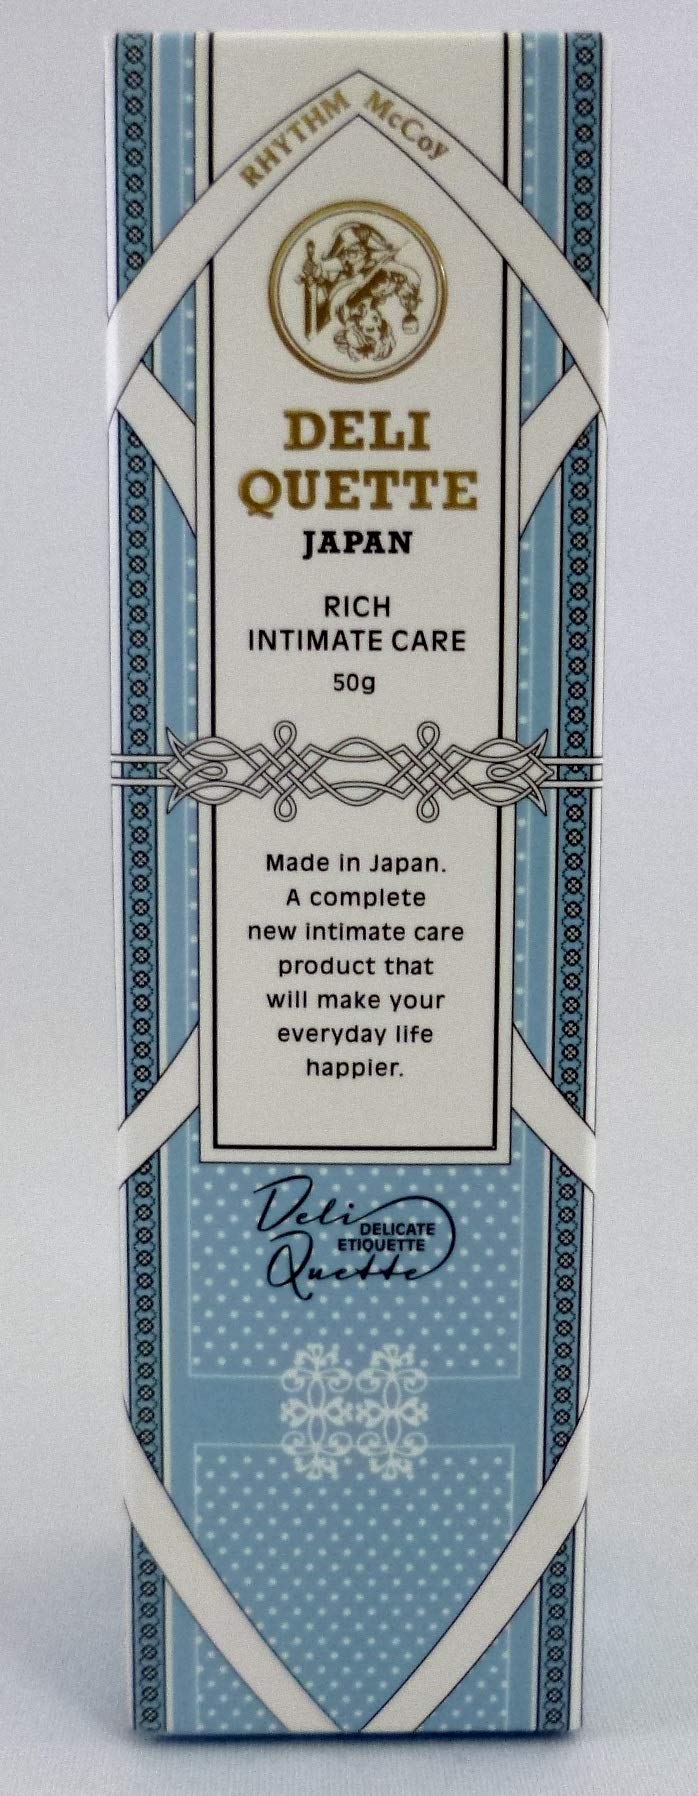 RHYTHM McCoy
DELI
QUETTE
JAPAN
RICH
INTIMATE CARE
50g
Made in Japan.
A complete
new intimate care
product that
will make your
everyday life
happier.
Deli
DELICATE
ETIQUETTE
Quette